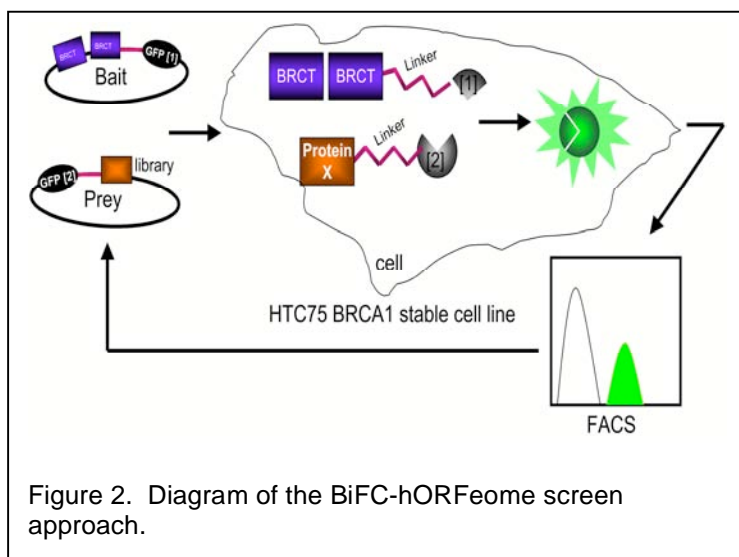 BRCT
BRCT
GFP [1]
Bait
GFP [2]
library
Prey
BRCT
BRCT
Linker
[1]
Protein
X
Linker
[2]
cell
HTC75 BRCA1 stable cell line
FACS
Figure 2. Diagram of the BiFC-hORFeome screen
approach.